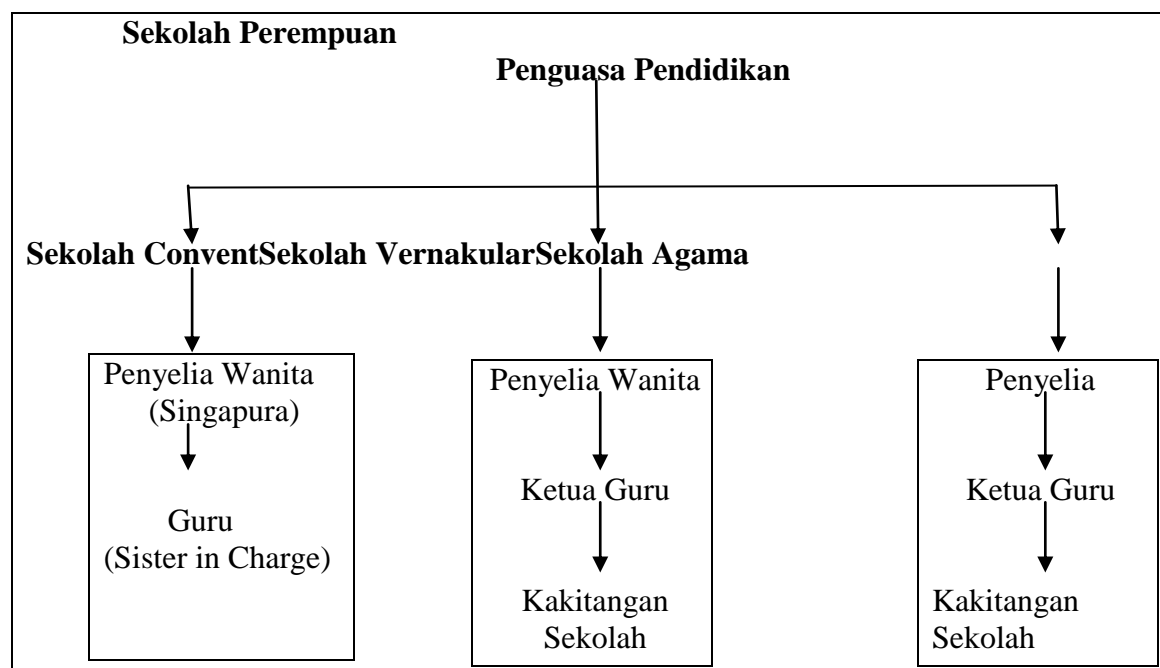 Sekolah Perempuan
Penguasa Pendidikan
Sekolah ConventSekolah VernakularSekolah Agama
Penyelia Wanita
(Singapura)
Guru
(Sister in Charge)
Penyelia Wanita
Ketua Guru
Kakitangan
Sekolah
Penyelia
Ketua Guru
Kakitangan
Sekolah